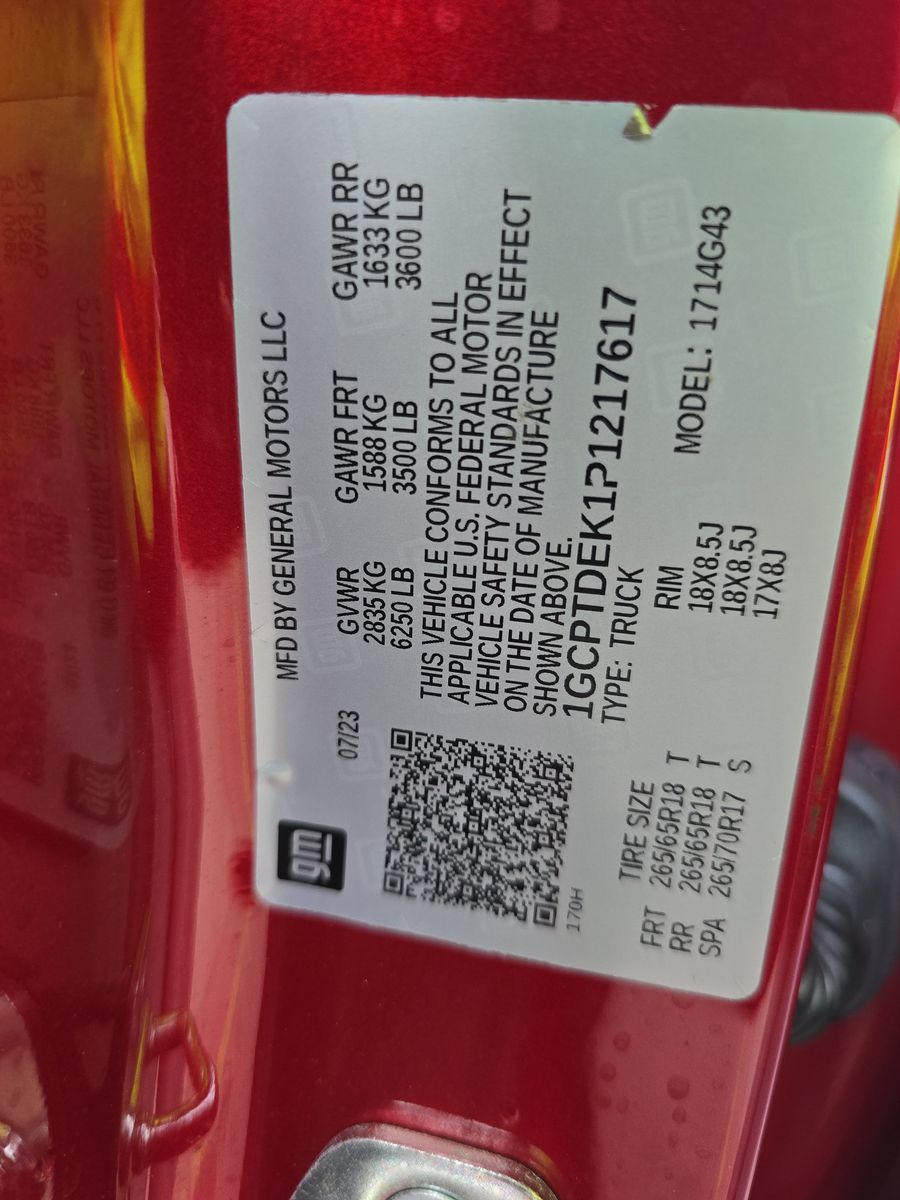 gm
MFD BY GENERAL MOTORS LLC
07/23
GVWR GAWR FRT GAWR RR
2835 KG 1588 KG 1633 KG
6250 LB 3500 LB 3600 LB
THIS VEHICLE CONFORMS TO ALL
APPLICABLE U.S. FEDERAL MOTOR
VEHICLE SAFETY STANDARDS IN EFFECT
ON THE DATE OF MANUFACTURE
SHOWN ABOVE.
1GCPTDEK1P1217617
170H
TYPE: TRUCK
TIRE SIZE RIM MODEL: 1714G43
FRT 265/65R18 T 18X8.5J
RR 265/65R18 T 18X8.5J
SPA 265/70R17 S 17X8J